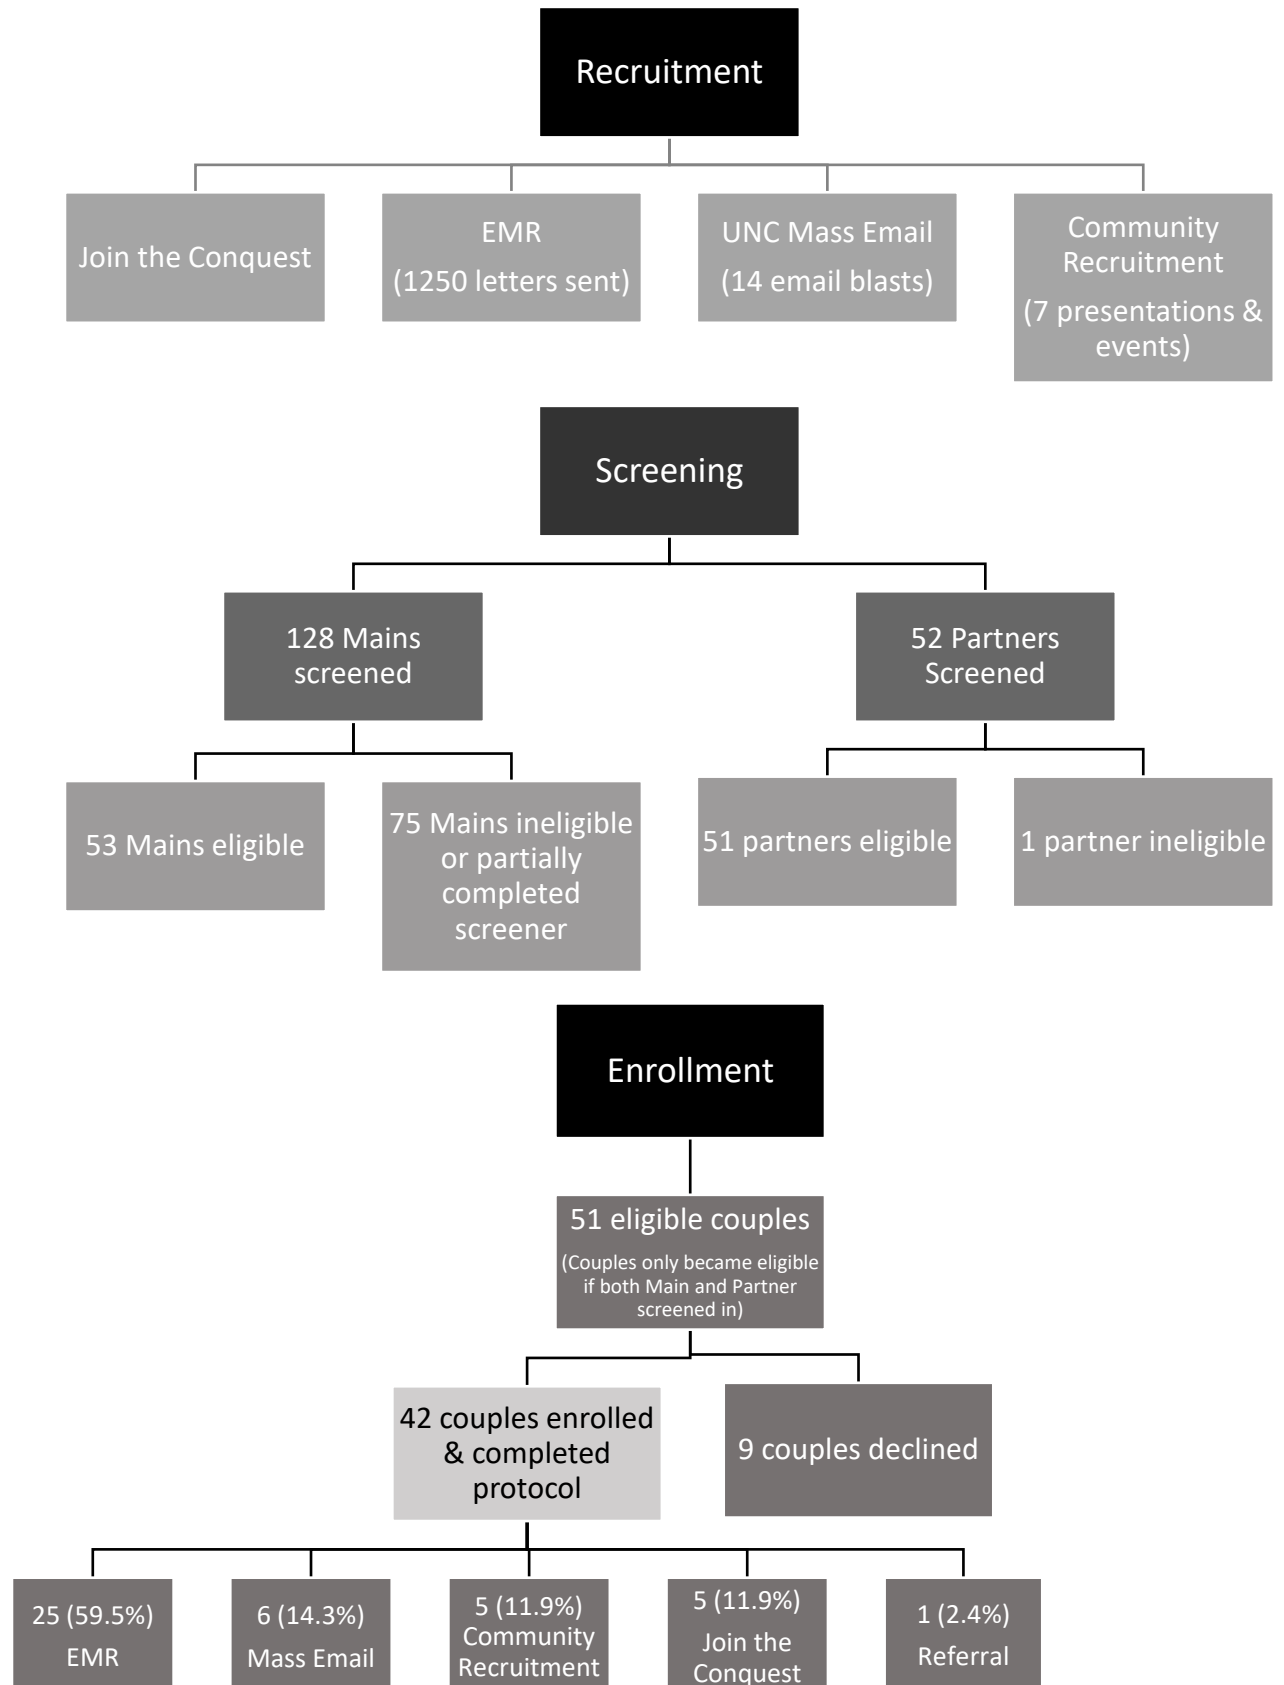 Recruitment
Join the Conquest
EMR
(1250 letters sent)
UNC Mass Email
(14 email blasts)
Community
Recruitment
(7 presentations &
events)
Screening
128 Mains
screened
52 Partners
Screened
53 Mains eligible
75 Mains ineligible
or partially
completed
screener
51 partners eligible
1 partner ineligible
Enrollment
51 eligible couples
(Couples only became eligible
if both Main and Partner
screened in)
42 couples enrolled
& completed
protocol
9 couples declined
25 (59.5%)
EMR
6 (14.3%)
Mass Email
5 (11.9%)
Community
Recruitment
5 (11.9%)
Join the
Conquest
1 (2.4%)
Referral